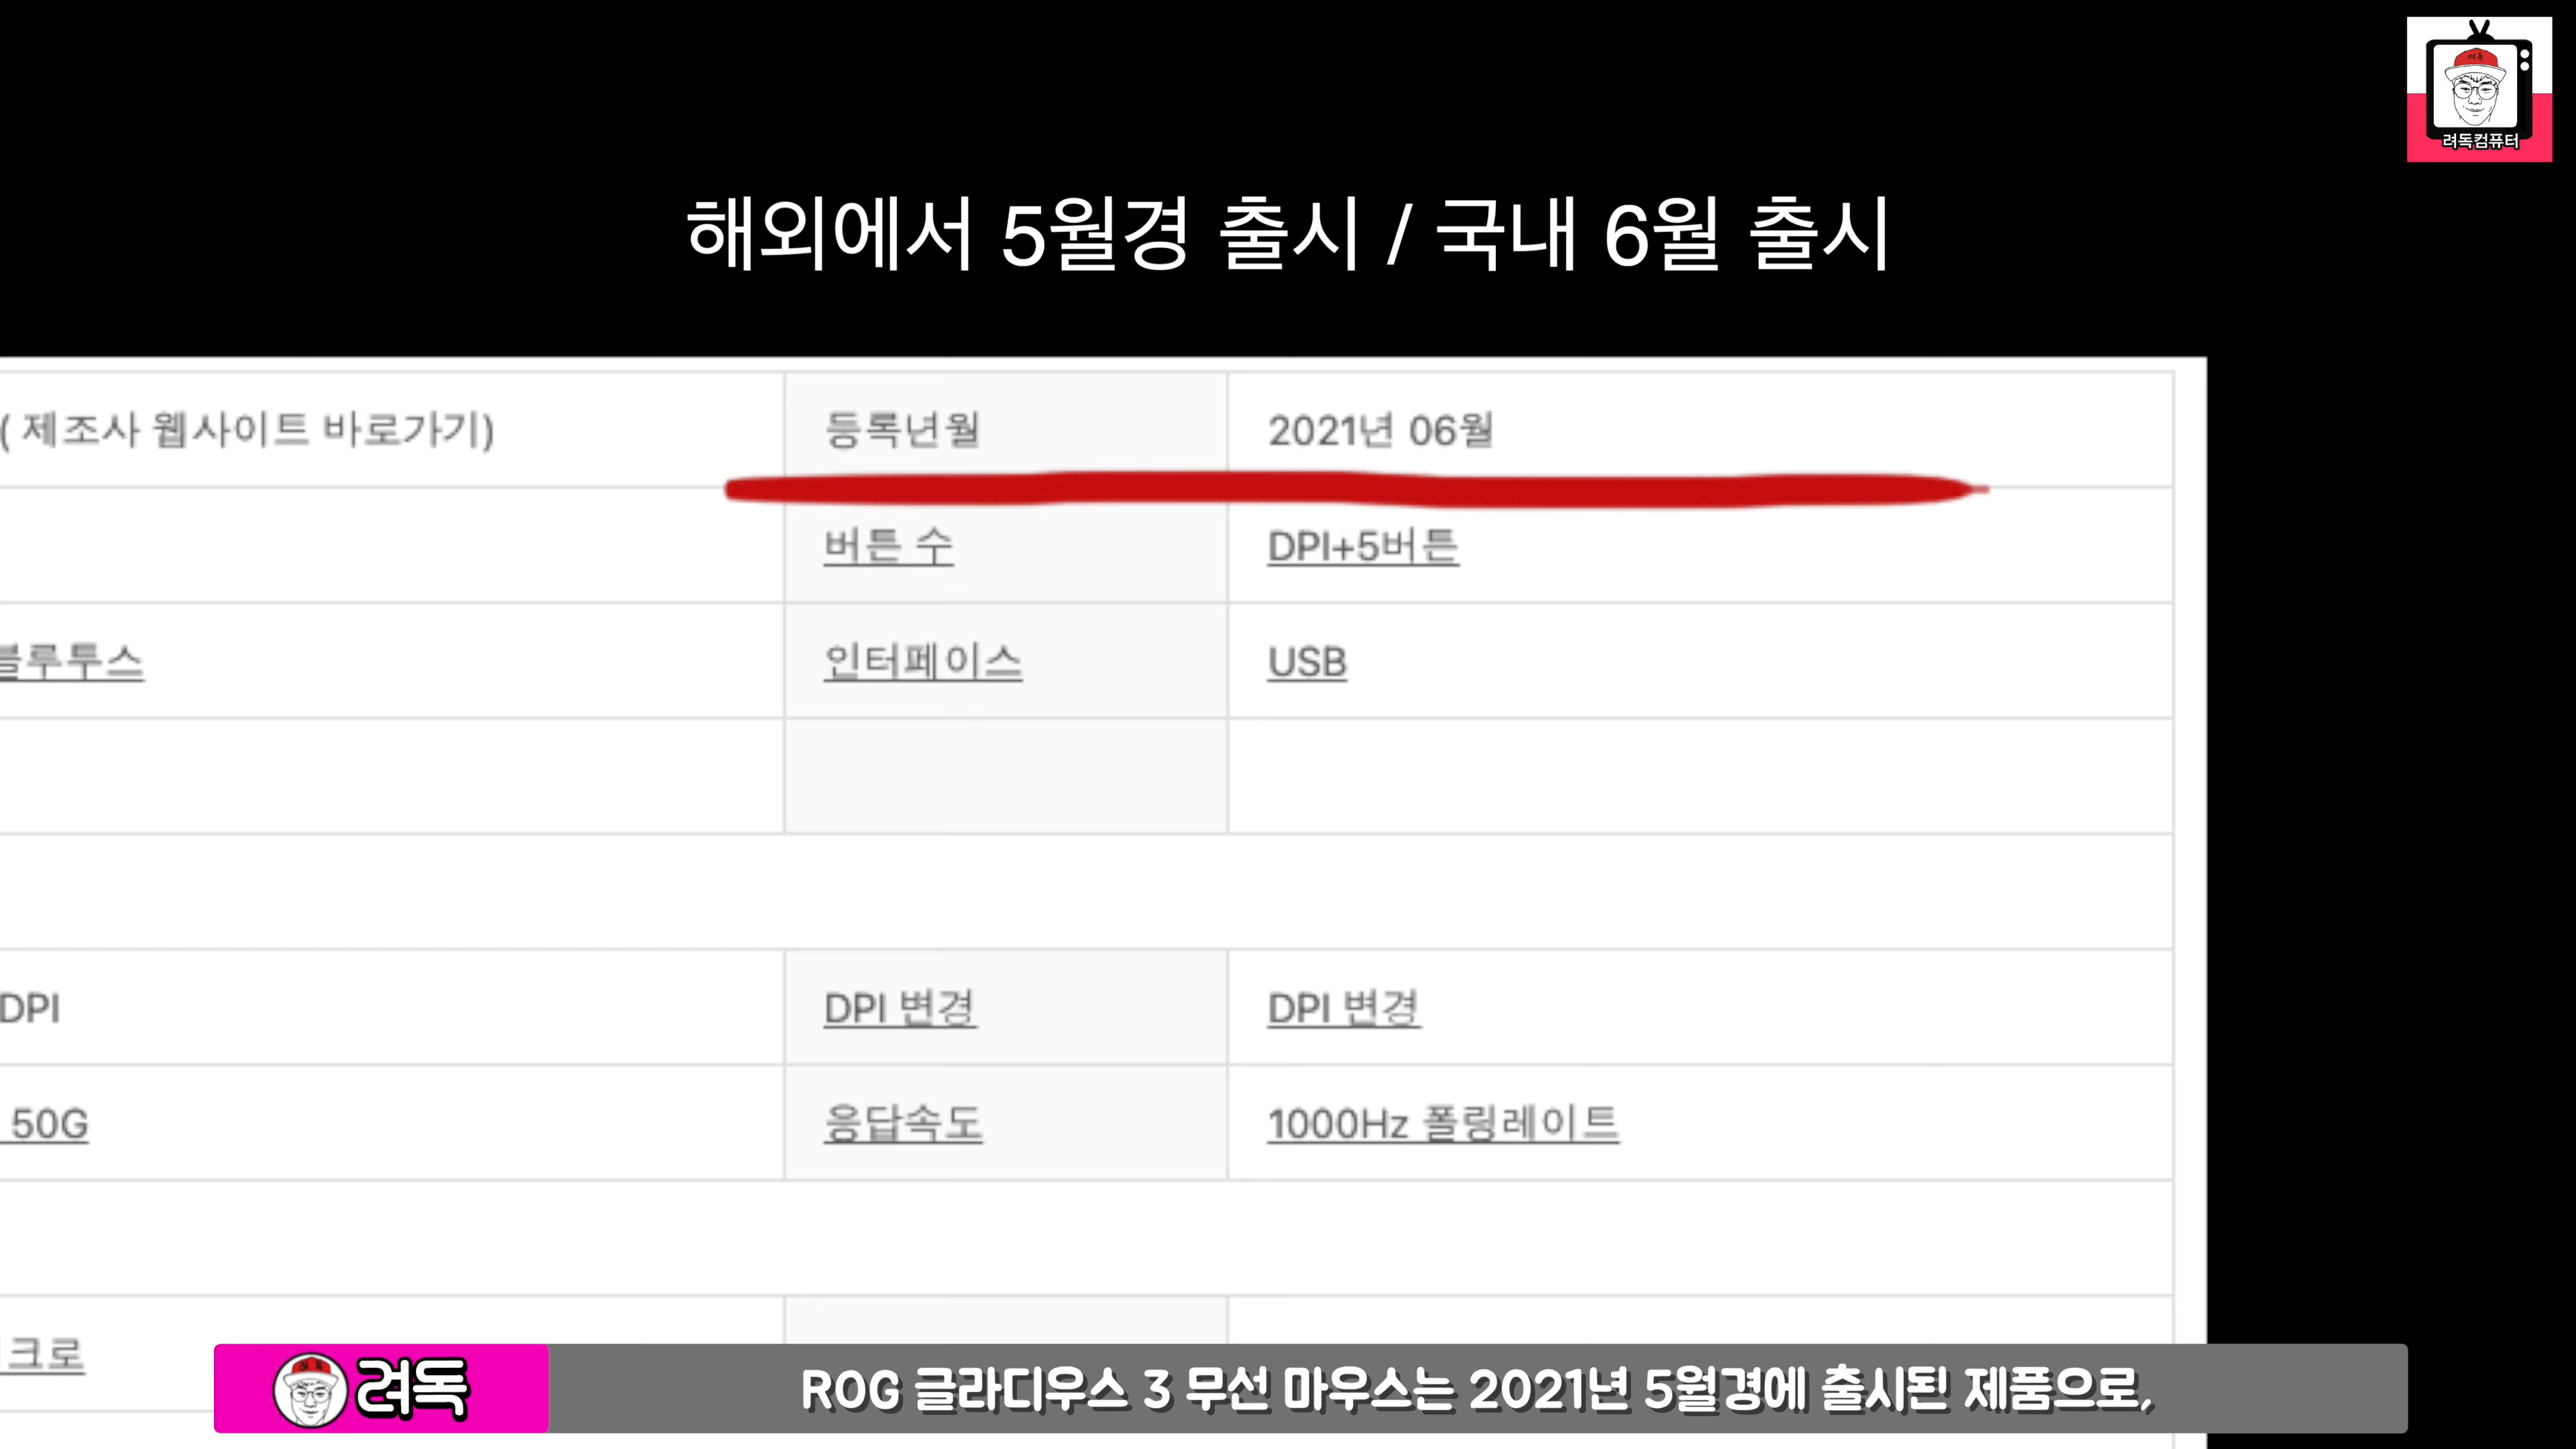 려독
려독컴퓨터
해외에서 5월경 출시 / 국내 6월 출시
( 제조사 웹사이트 바로가기) 등록년월 2021년 06월
버튼 수 DPI+5버튼
블루투스 인터페이스 USB
DPI DPI 변경 DPI 변경
50G 응답속도 1000Hz 폴링레이트
크로
려독 려독 ROG 글라디우스 3 무선 마우스는 2021년 5월경에 출시된 제품으로,